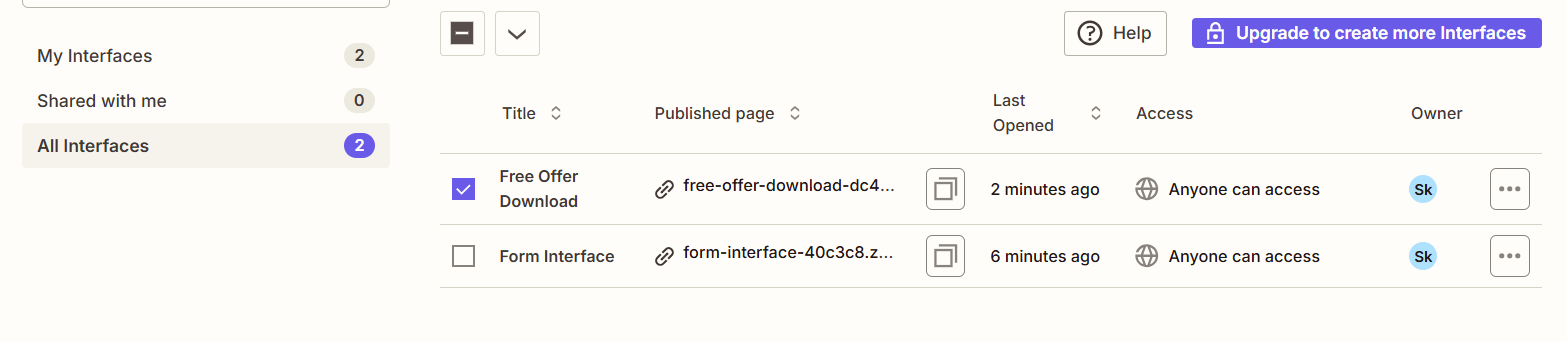 Help
Upgrade to create more Interfaces
My Interfaces 2
Shared with me 0
All Interfaces 2
Title Published page Last Opened Access Owner
Free Offer Download free-offer-download-dc4... 2 minutes ago Anyone can access Sk
Form Interface form-interface-40c3c8.z... 6 minutes ago Anyone can access Sk